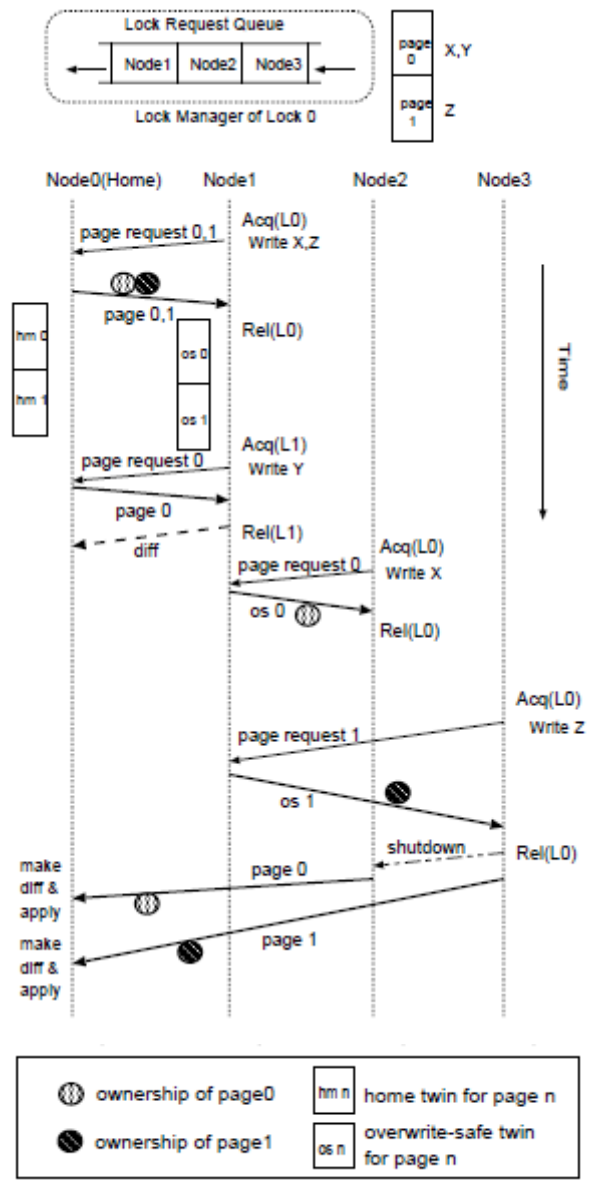 Lock Request Queue
Node1 Node2 Node3
Lock Manager of Lock 0
page 0
X,Y
page 1
Z
Node0(Home) Node1 Node2 Node3
Acq(L0)
page request 0,1
Write X,Z
page 0,1
Rel(L0)
hm 0
os 0
hm 1
os 1
Time
Acq(L1)
page request 0
Write Y
page 0
Rel(L1)
diff
Acq(L0)
page request 0
Write X
os 0
Rel(L0)
Acq(L0)
Write Z
page request 1
os 1
shutdown
Rel(L0)
make
diff &
apply
page 0
page 1
make
diff &
apply
ownership of page0
hm n
home twin for page n
ownership of page1
os n
overwrite-safe twin
for page n